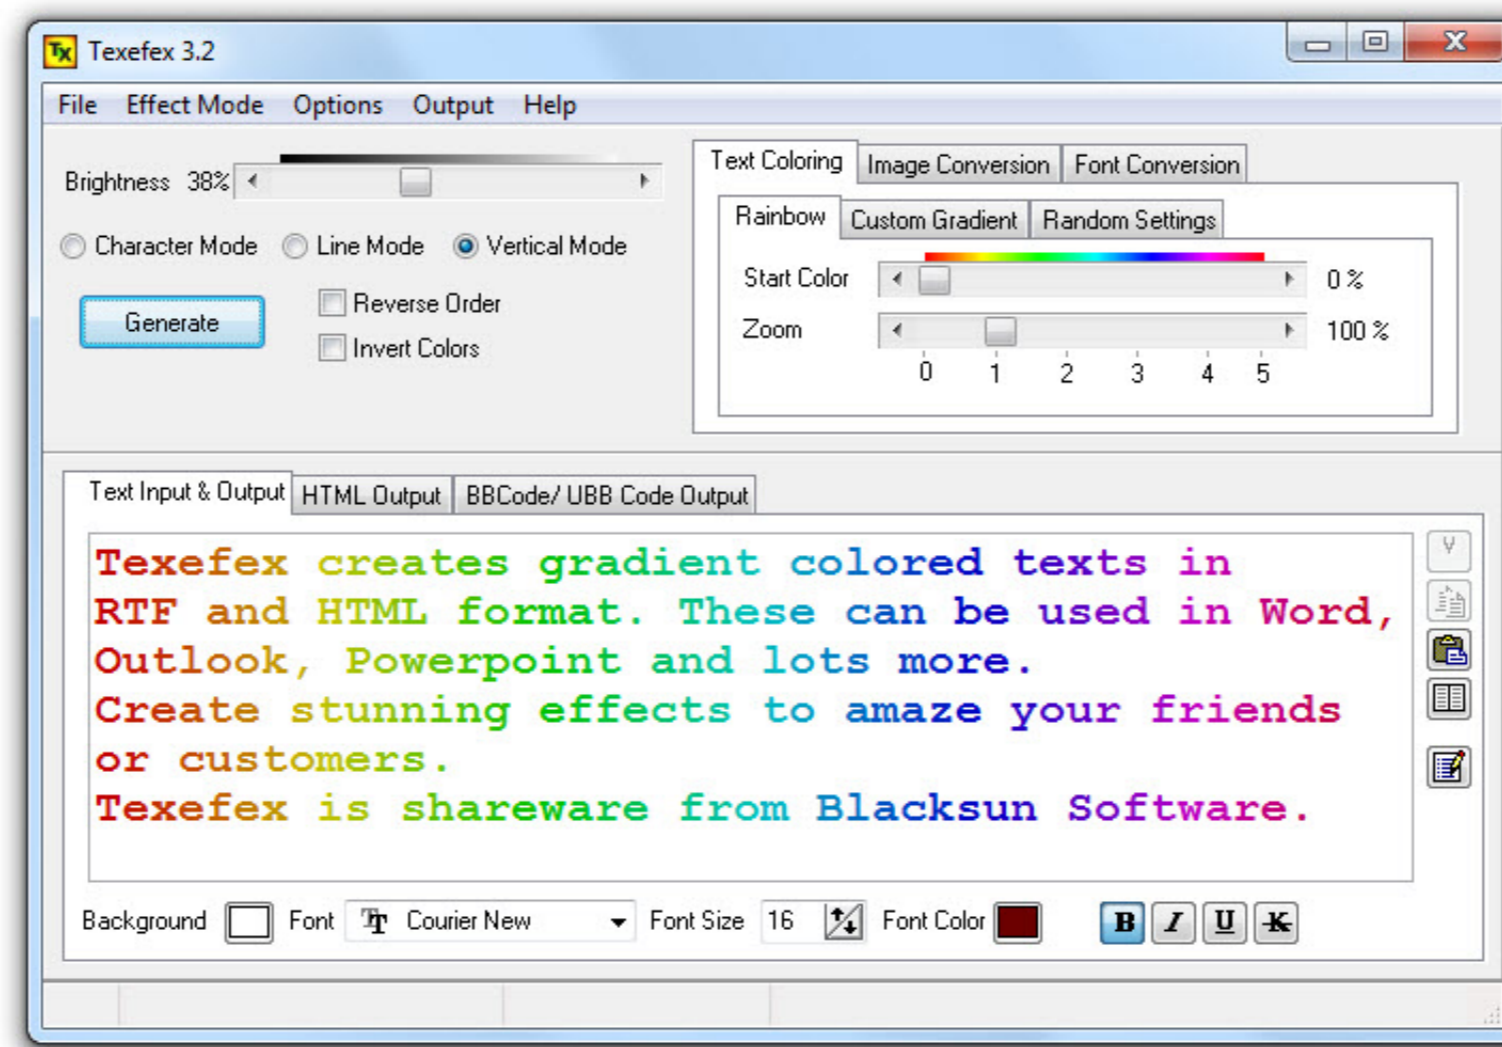 Texefex 3.2
File Effect Mode Options Output Help
Brightness 38%
Character Mode Line Mode Vertical Mode
Generate
Reverse Order
Invert Colors
Text Coloring Image Conversion Font Conversion
Rainbow Custom Gradient Random Settings
Start Color 0 %
Zoom 100 %
0 1 2 3 4 5
Text Input & Output HTML Output BBCode/ UBB Code Output
Texefex creates gradient colored texts in
RTF and HTML format. These can be used in Word,
Outlook, Powerpoint and lots more.
Create stunning effects to amaze your friends
or customers.
Texefex is shareware from Blacksun Software.
Background Font Courier New Font Size 16 Font Color B I U K